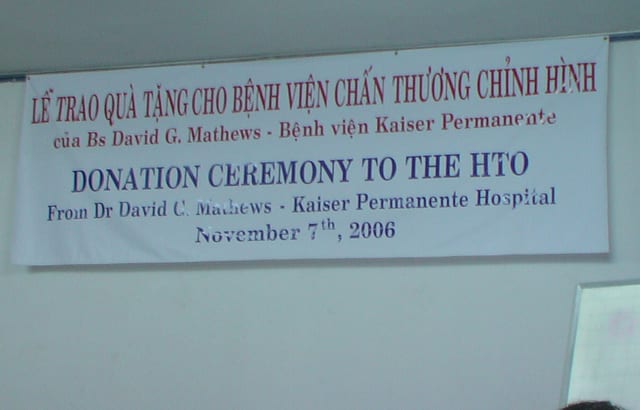 LỄ TRAO QUÀ TẶNG CHO BỆNH VIỆN CHẤN THƯƠNG CHỈNH HÌNH
của Bs David G. Mathews - Bệnh viện Kaiser Permanente
DONATION CEREMONY TO THE HTO
From Dr David G. Mathews - Kaiser Permanente Hospital
November 7th, 2006